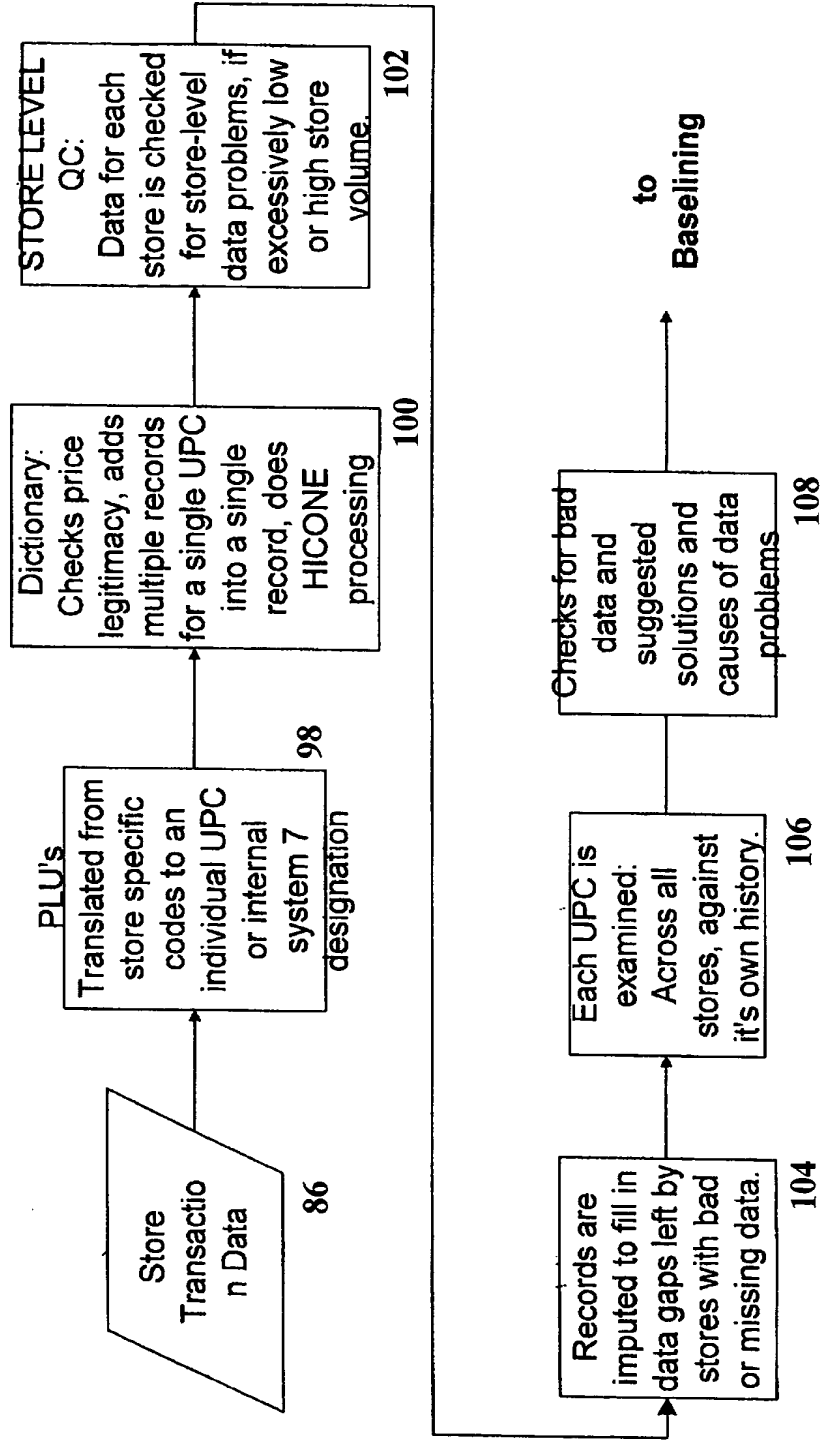 Store
Transactio
n Data
86
PLU's
Translated from
store specific
codes to an
individual UPC
or internal
system 7
designation
98
Dictionary:
Checks price
legitimacy, adds
multiple records
for a single UPC
into a single
record, does
HICONE
processing
100
STORE LEVEL
QC:
Data for each
store is checked
for store-level
data problems, if
excessively low
or high store
volume.
102
Records are
imputed to fill in
data gaps left by
stores with bad
or missing data.
104
Each UPC is
examined:
Across all
stores, against
it's own history.
106
Checks for bad
data and
suggested
solutions and
causes of data
problems
108
to
Baselining